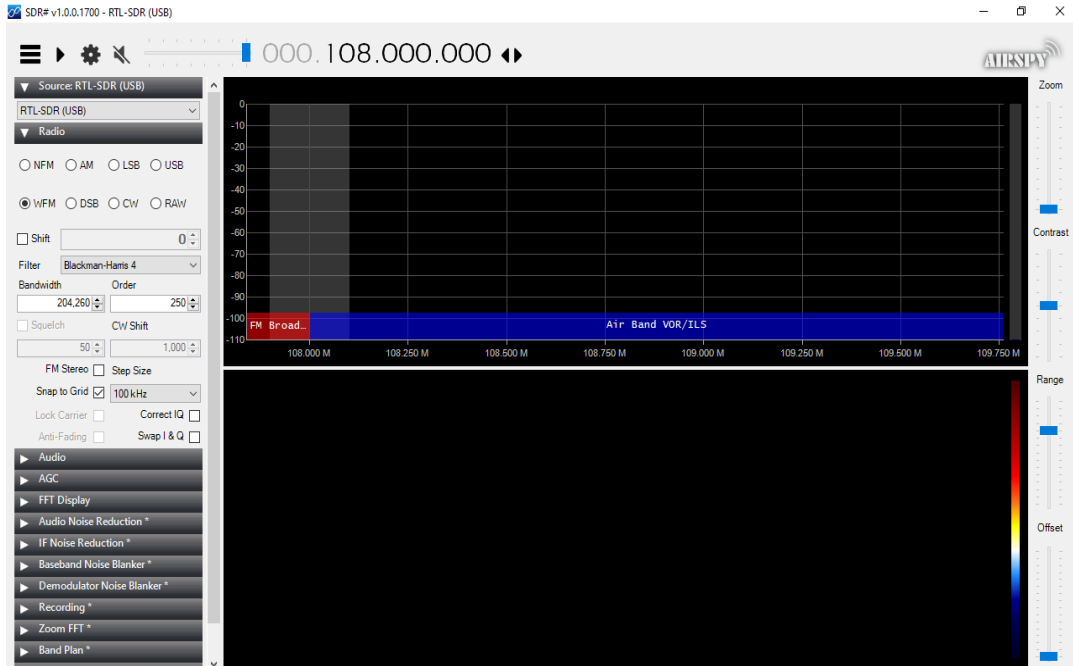 SDR# v1.0.0.1700 - RTL-SDR (USB)
000.108.000.000
AIRSPY
Source: RTL-SDR (USB)
RTL-SDR (USB)
Radio
NFM AM LSB USB
WFM DSB CW RAW
Shift 0
Filter Blackman-Harris 4
Bandwidth Order
204,260 250
Squelch CW Shift
50 1,000
FM Stereo Step Size
Snap to Grid 100 kHz
Lock Carrier Correct IQ
Anti-Fading Swap I & Q
Audio
AGC
FFT Display
Audio Noise Reduction *
IF Noise Reduction *
Baseband Noise Blanker *
Demodulator Noise Blanker *
Recording *
Zoom FFT *
Band Plan *
0
-10
-20
-30
-40
-50
-60
-70
-80
-90
-100
-110
FM Broad… Air Band VOR/ILS
108.000 M 108.250 M 108.500 M 108.750 M 109.000 M 109.250 M 109.500 M 109.750 M
Zoom
Contrast
Range
Offset